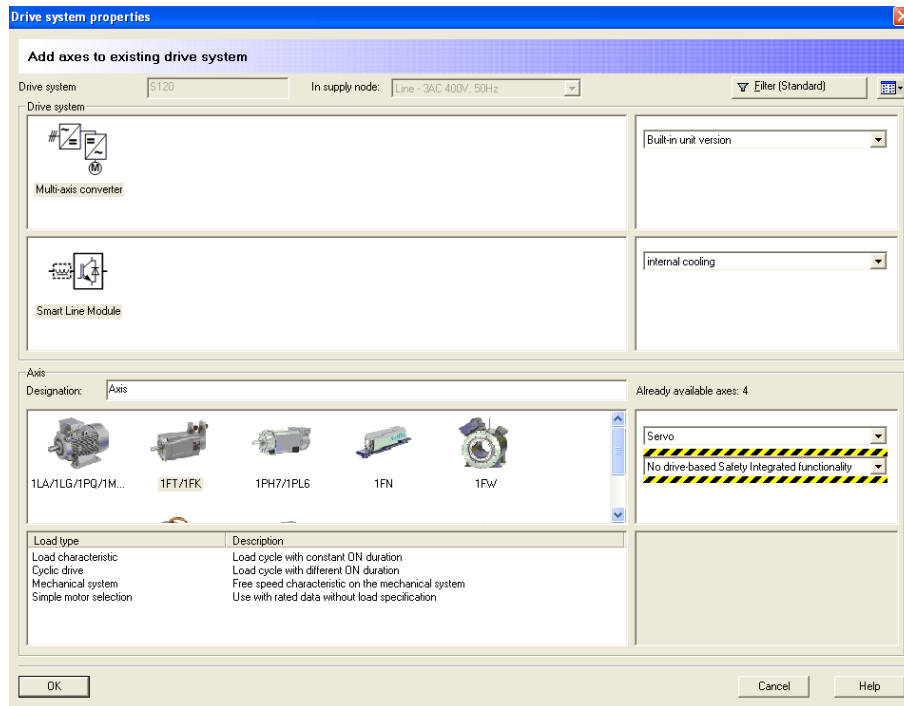 Drive system properties
Add axes to existing drive system
Drive system S120 In supply node: Line - 3AC 400V, 50Hz Filter (Standard)
Drive system
Multi-axis converter
Built-in unit version
Smart Line Module
internal cooling
Axis
Designation: Axis Already available axes: 4
1LA/1LG/1PQ/1M... 1FT/1FK 1PH7/1PL6 1FN 1FW
Servo
No drive-based Safety Integrated functionality
Load type Description
Load characteristic Load cycle with constant ON duration
Cyclic drive Load cycle with different ON duration
Mechanical system Free speed characteristic on the mechanical system
Simple motor selection Use with rated data without load specification
OK Cancel Help